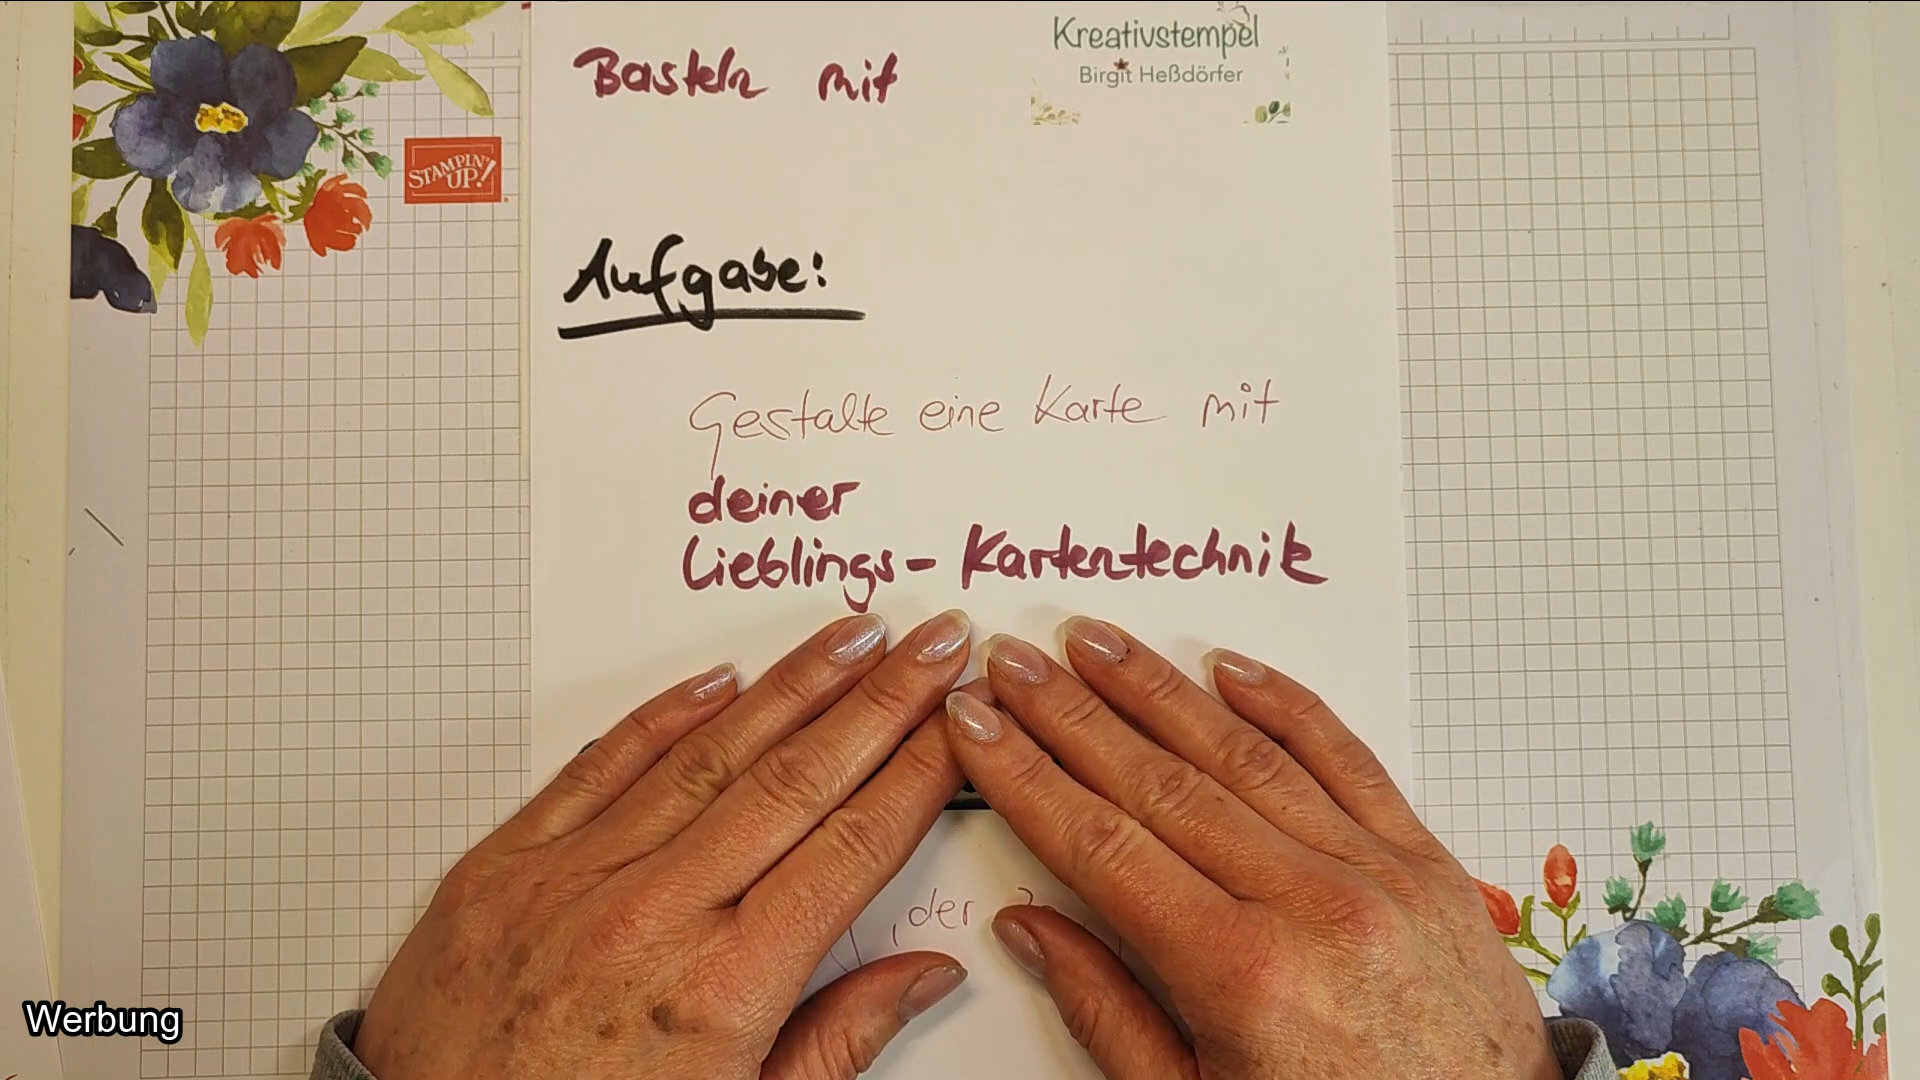 Basteln mit
Kreativstempel
Birgit Heßdörfer
STAMPIN'
UP!
Aufgabe:
Gestalte eine Karte mit
deiner
Lieblings-Kartentechnik
, der
Werbung